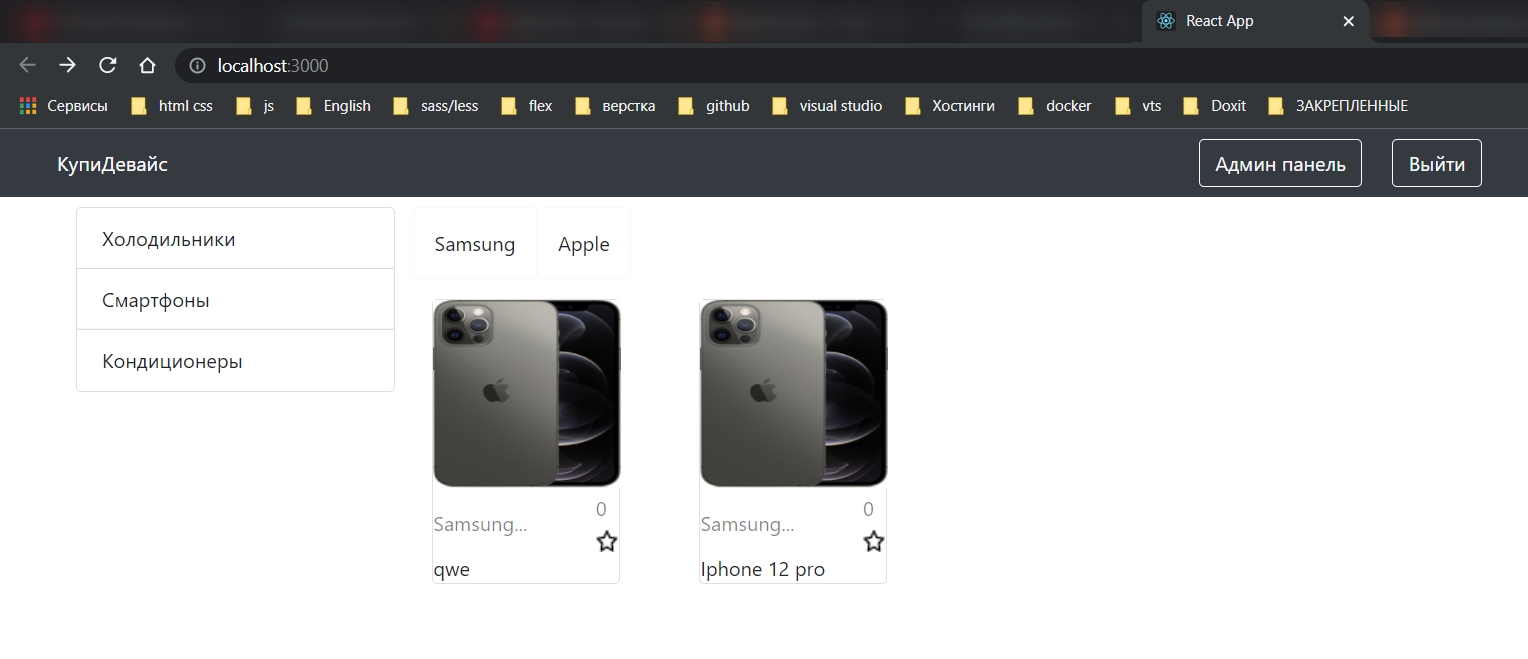 React App
localhost:3000
Сервисы html css js English sass/less flex верстка github visual studio Хостинги docker vts Doxit ЗАКРЕПЛЕННЫЕ
КупиДевайс Админ панель Выйти
Холодильники
Смартфоны
Кондиционеры
Samsung Apple
0 0
Samsung... Samsung...
qwe Iphone 12 pro